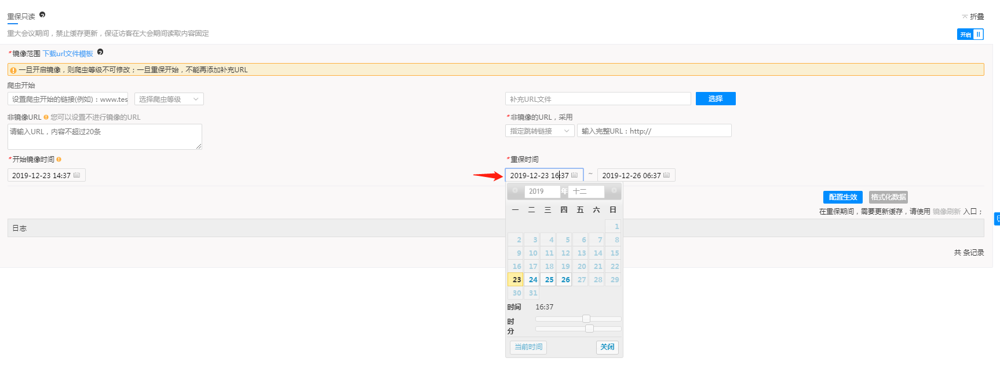 重保只读
折叠
重大会议期间，禁止缓存更新，保证访客在大会期间读取内容固定
开启
*镜像范围 下载url文件模板
一旦开启镜像，则爬虫等级不可修改；一旦重保开始，不能再添加补充URL
爬虫开始
设置爬虫开始的链接(例如)：www.tes 选择爬虫等级
补充URL文件 选择
非镜像URL 您可以设置不进行镜像的URL
*非镜像的URL，采用
请输入URL，内容不超过20条
指定跳转链接 输入完整URL：http://
*开始镜像时间
*重保时间
2019-12-23 14:37
2019-12-23 16:37 ~ 2019-12-26 06:37
2019 年 十二
一 二 三 四 五 六 日
1
2 3 4 5 6 7 8
9 10 11 12 13 14 15
16 17 18 19 20 21 22
23 24 25 26 27 28 29
30 31
时间 16:37
时
分
当前时间 关闭
配置生效 格式化数据
在重保期间，需要更新缓存，请使用 镜像刷新 入口；
日志
共 条记录